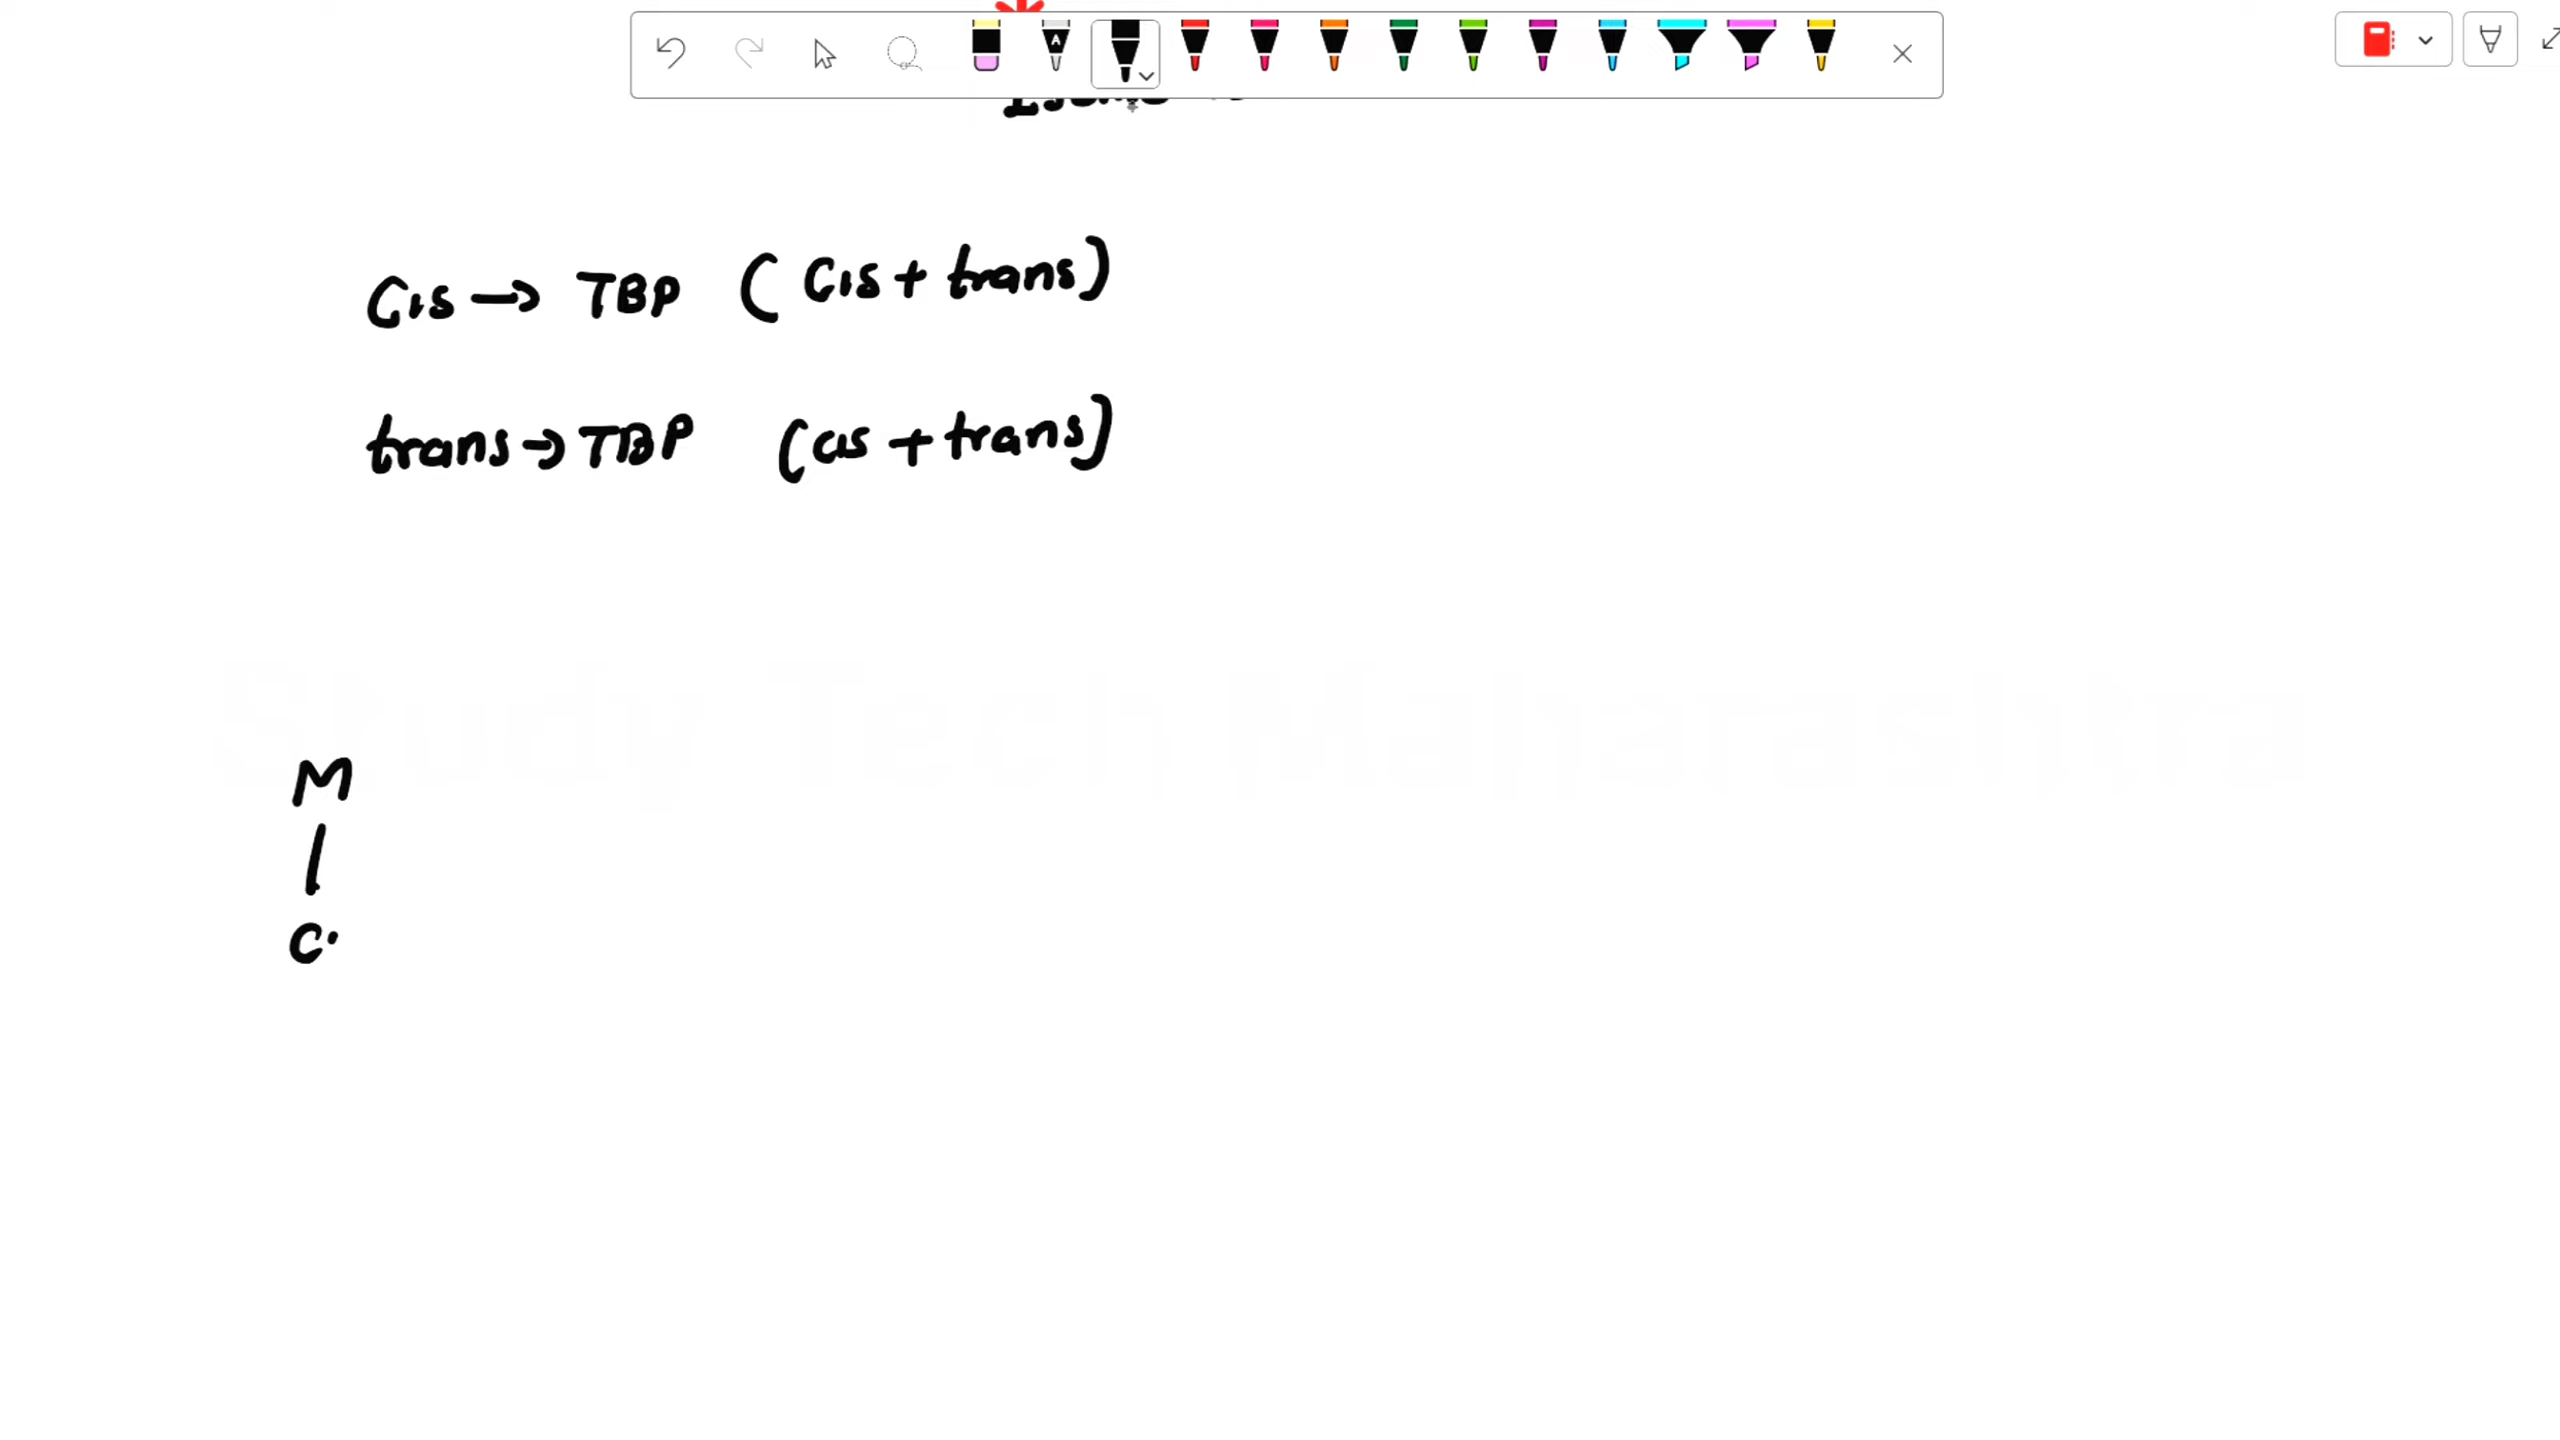 Cis → TBP (Cis + trans)
trans → TBP (cis + trans)
M
|
C